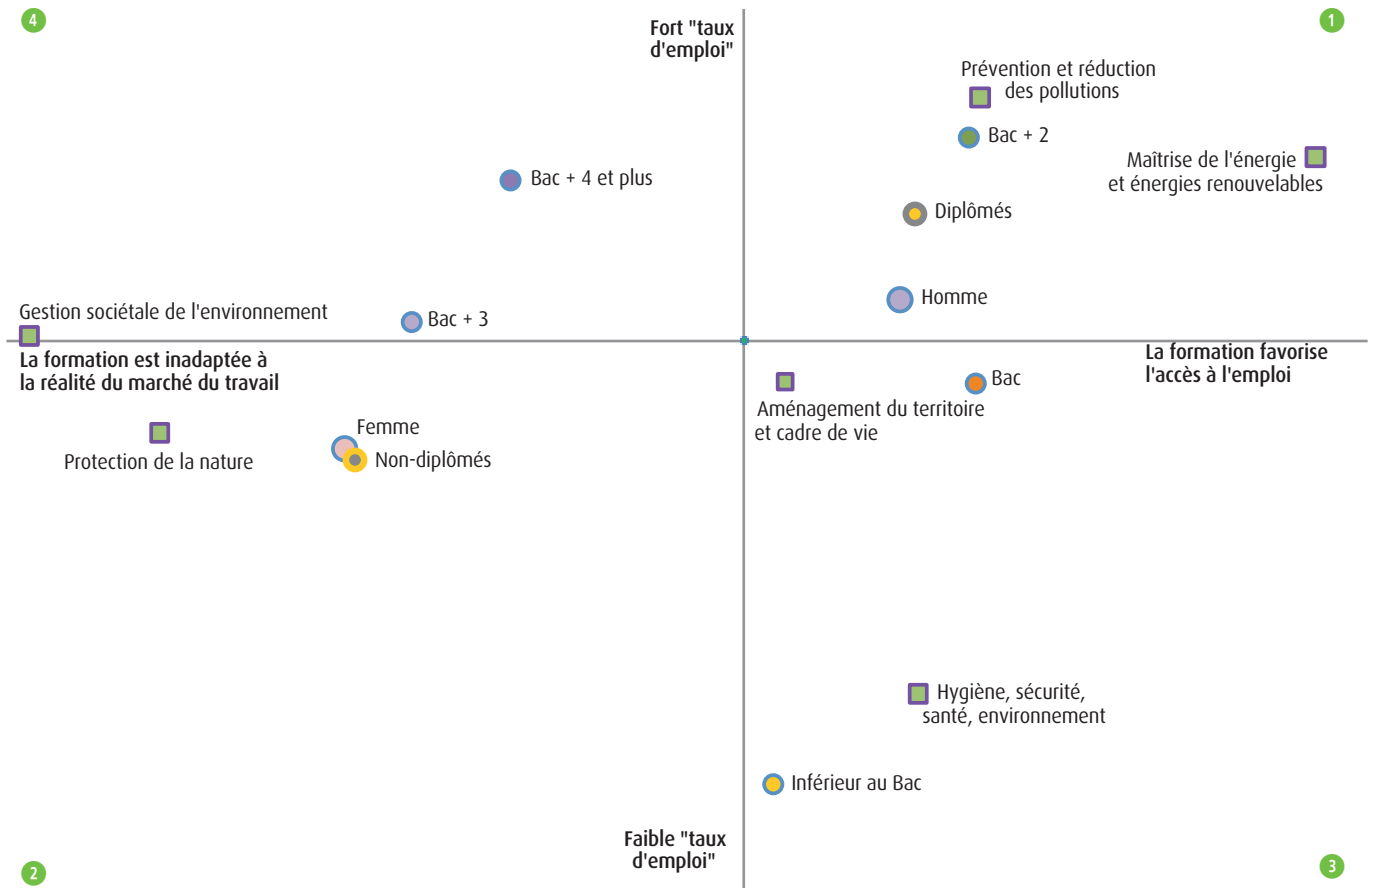 4
1
Fort "taux
d'emploi"
Prévention et réduction
des pollutions
Bac + 2
Maîtrise de l'énergie
et énergies renouvelables
Bac + 4 et plus
Diplômés
Homme
Gestion sociétale de l'environnement
Bac + 3
La formation est inadaptée à
la réalité du marché du travail
La formation favorise
l'accès à l'emploi
Bac
Aménagement du territoire
et cadre de vie
Femme
Non-diplômés
Protection de la nature
Hygiène, sécurité,
santé, environnement
Inférieur au Bac
Faible "taux
d'emploi"
2
3